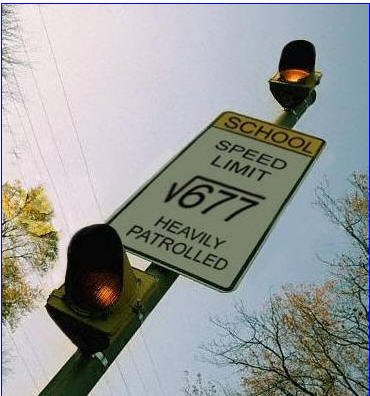 SCHOOL
SPEED
LIMIT
√677
HEAVILY
PATROLLED